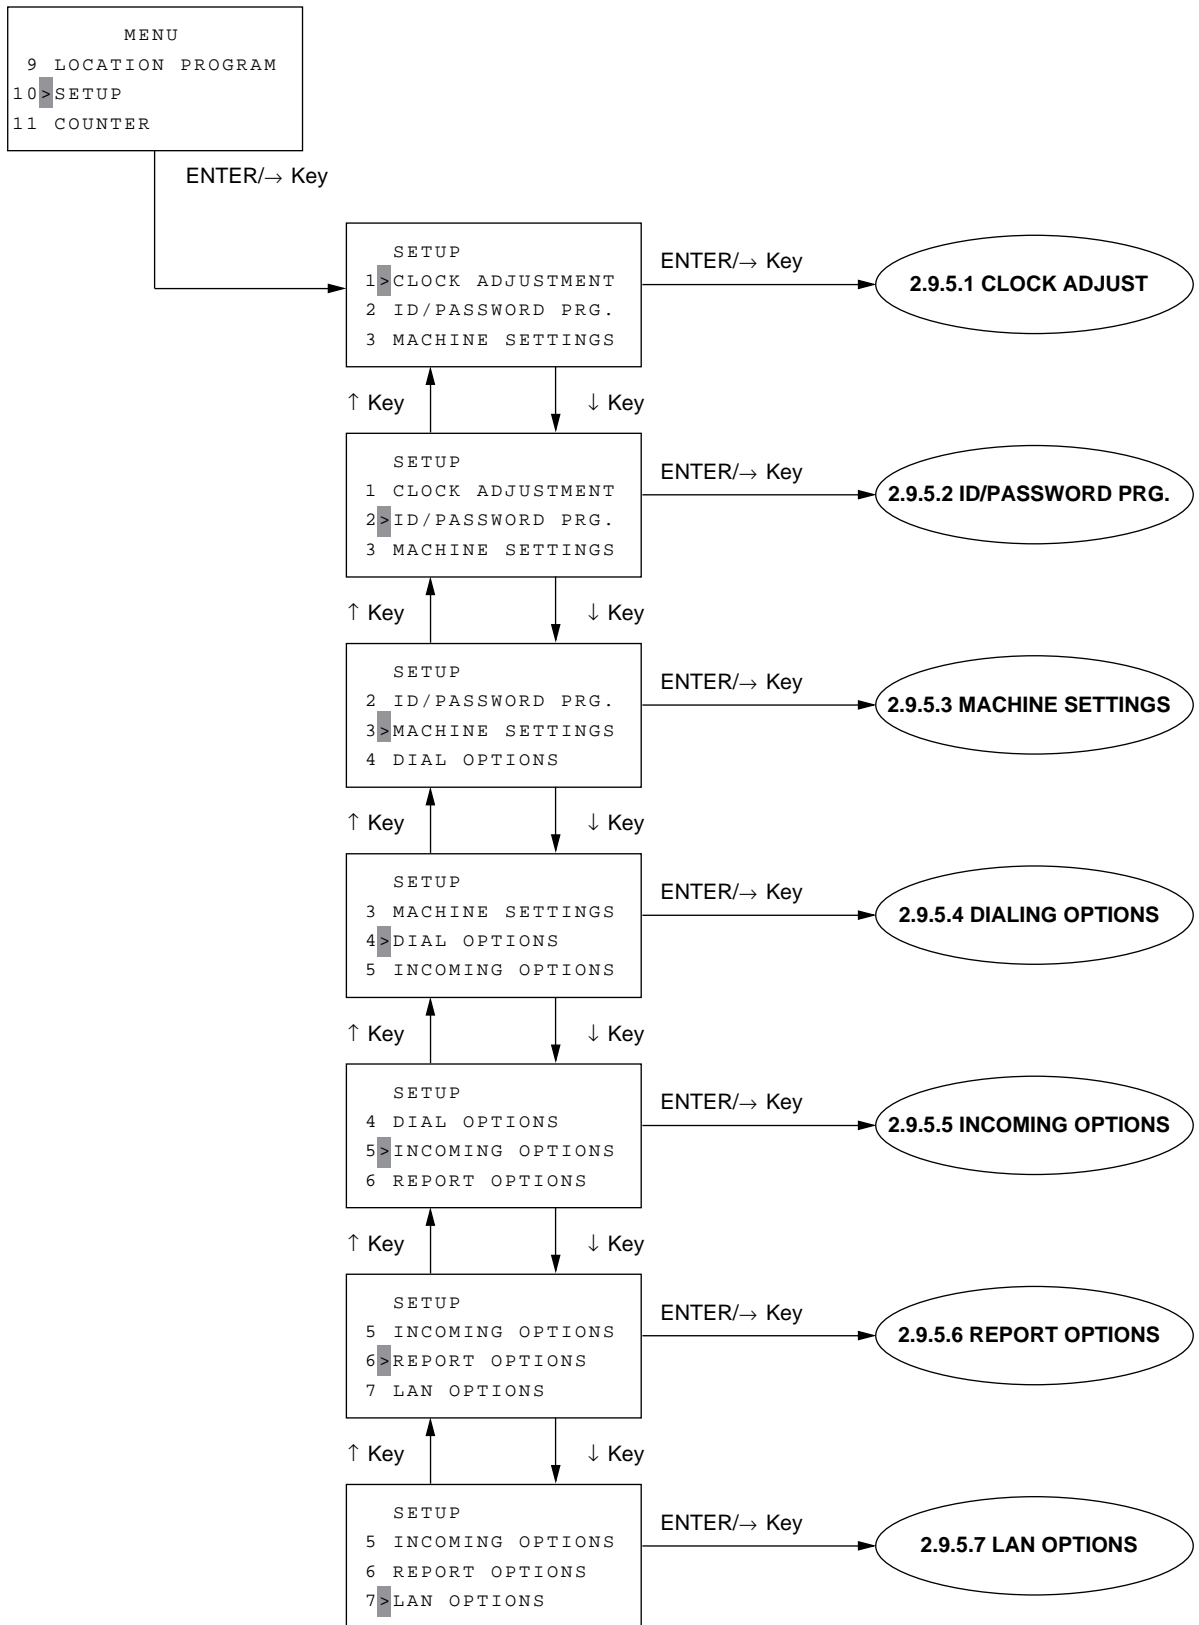 MENU
9 LOCATION PROGRAM
10>SETUP
11 COUNTER
ENTER/→ Key
SETUP
1>CLOCK ADJUSTMENT
2 ID/PASSWORD PRG.
3 MACHINE SETTINGS
ENTER/→ Key
2.9.5.1 CLOCK ADJUST
↑ Key
↓ Key
SETUP
1 CLOCK ADJUSTMENT
2>ID/PASSWORD PRG.
3 MACHINE SETTINGS
ENTER/→ Key
2.9.5.2 ID/PASSWORD PRG.
↑ Key
↓ Key
SETUP
2 ID/PASSWORD PRG.
3>MACHINE SETTINGS
4 DIAL OPTIONS
ENTER/→ Key
2.9.5.3 MACHINE SETTINGS
↑ Key
↓ Key
SETUP
3 MACHINE SETTINGS
4>DIAL OPTIONS
5 INCOMING OPTIONS
ENTER/→ Key
2.9.5.4 DIALING OPTIONS
↑ Key
↓ Key
SETUP
4 DIAL OPTIONS
5>INCOMING OPTIONS
6 REPORT OPTIONS
ENTER/→ Key
2.9.5.5 INCOMING OPTIONS
↑ Key
↓ Key
SETUP
5 INCOMING OPTIONS
6>REPORT OPTIONS
7 LAN OPTIONS
ENTER/→ Key
2.9.5.6 REPORT OPTIONS
↑ Key
↓ Key
SETUP
5 INCOMING OPTIONS
6 REPORT OPTIONS
7>LAN OPTIONS
ENTER/→ Key
2.9.5.7 LAN OPTIONS